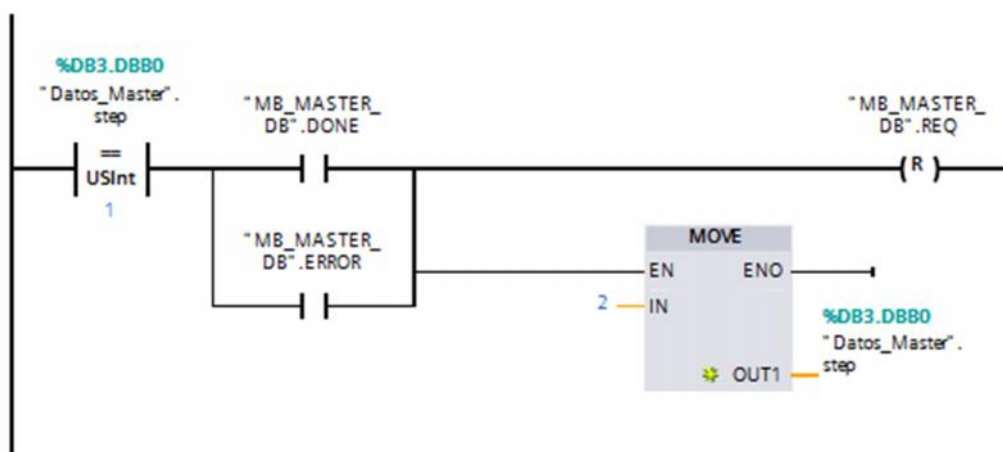 %DB3.DBB0
"Datos_Master".
step
==
USInt
1
"MB_MASTER_
DB".DONE
"MB_MASTER_
DB".ERROR
"MB_MASTER_
DB".REQ
R
MOVE
EN ENO
2 IN
OUT1
%DB3.DBB0
"Datos_Master".
step